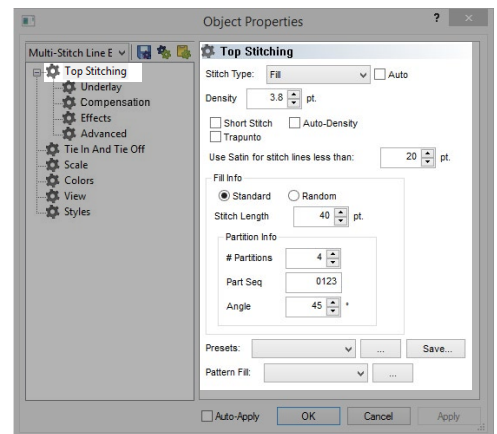 Object Properties
?
Multi-Stitch Line E
Top Stitching
Underlay
Compensation
Effects
Advanced
Tie In And Tie Off
Scale
Colors
View
Styles
Top Stitching
Stitch Type: Fill Auto
Density 3.8 pt.
Short Stitch Auto-Density
Trapunto
Use Satin for stitch lines less than: 20 pt.
Fill Info
Standard Random
Stitch Length 40 pt.
Partition Info
# Partitions 4
Part Seq 0123
Angle 45 °
Presets: ... Save...
Pattern Fill: ...
Auto-Apply OK Cancel Apply